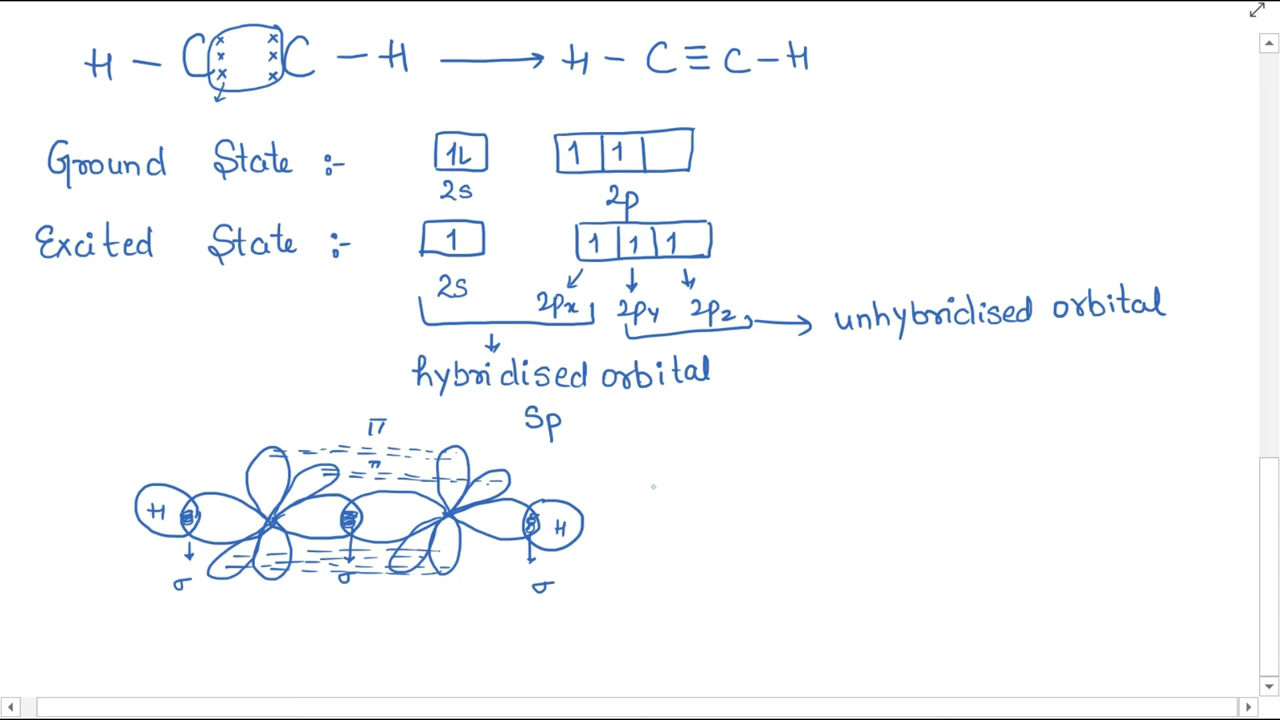 H - C ××× ××× C - H → H - C ≡ C - H
Ground State :- 1L 1 1
2s 2p
Excited State :- 1 1 1 1
2s 2px 2py 2pz → unhybridised orbital
hybridised orbital
Sp
π
π
H H
σ σ σ